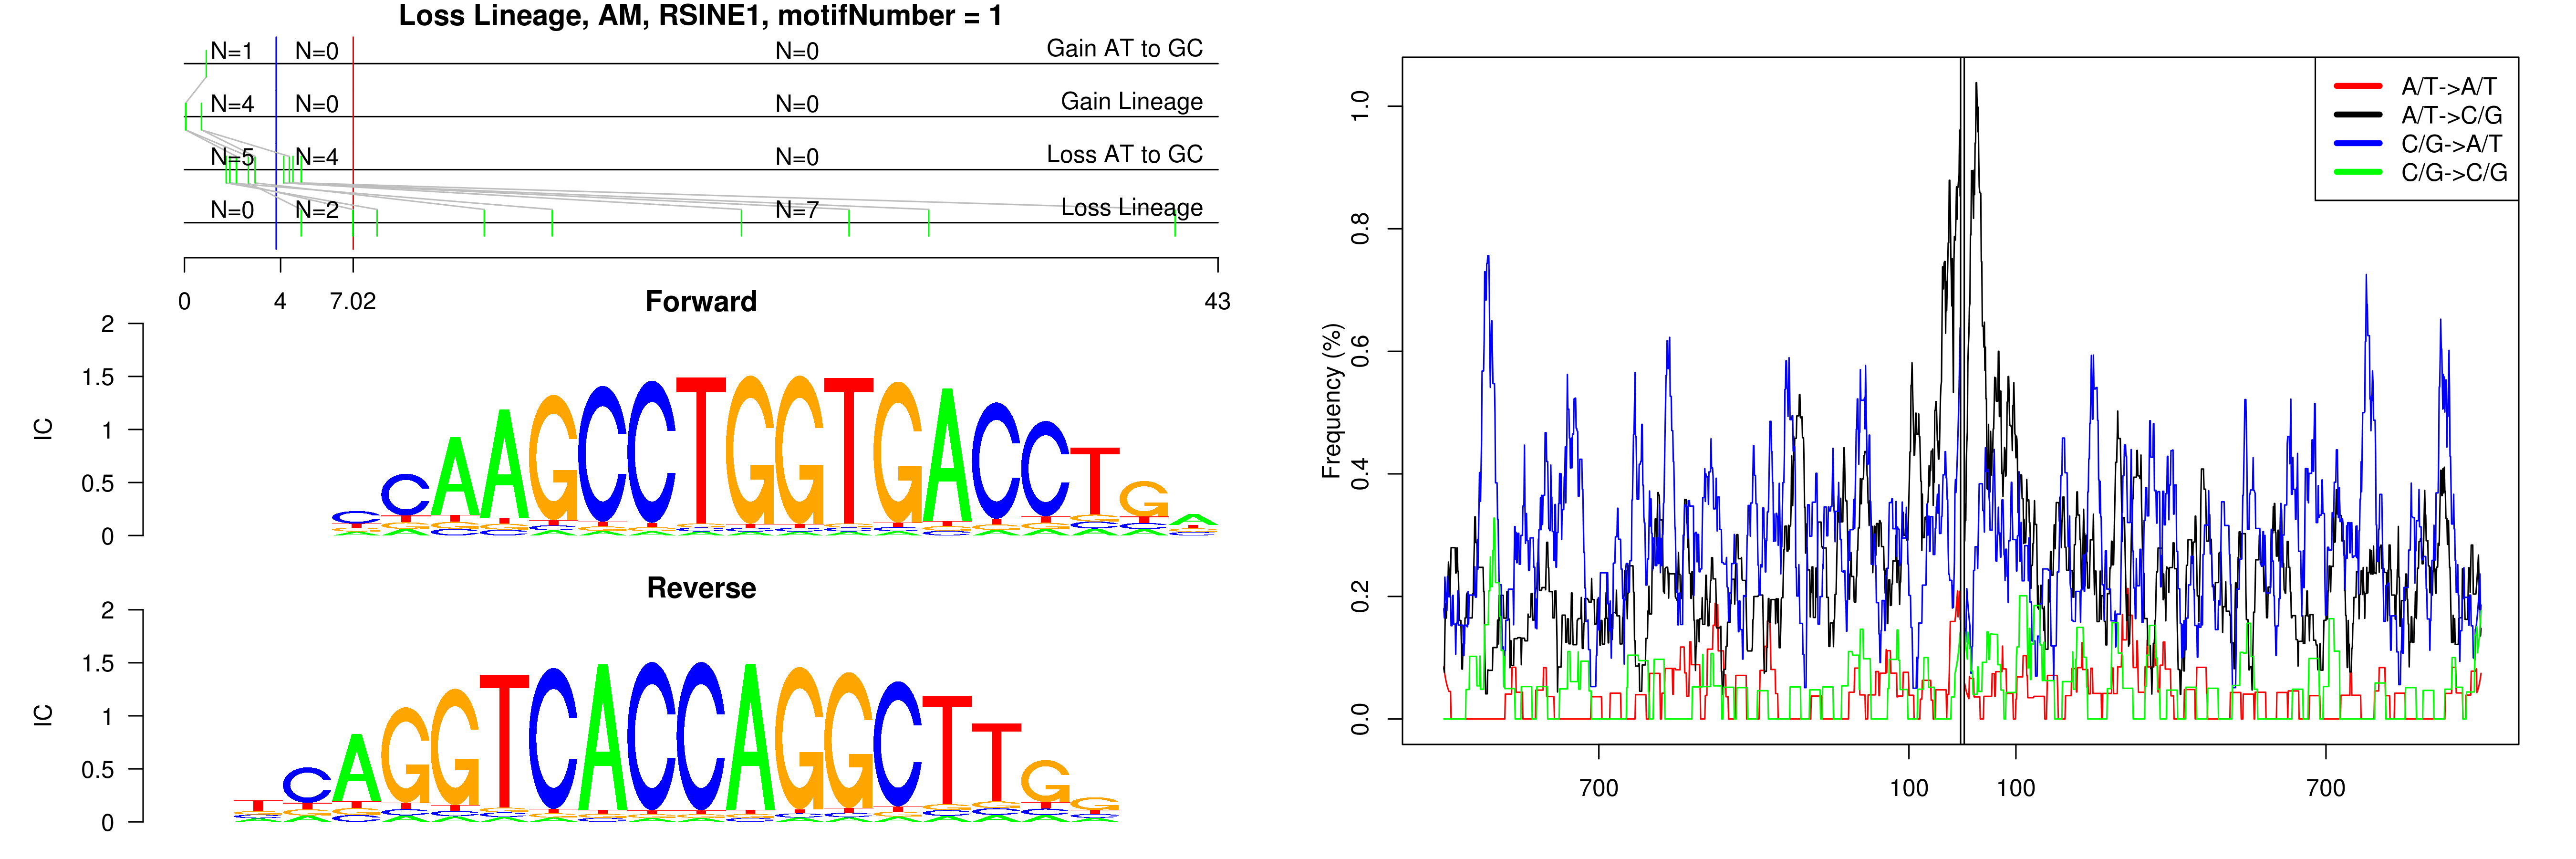 Loss Lineage, AM, RSINE1, motifNumber = 1
N=1 N=0 N=0 Gain AT to GC
N=4 N=0 N=0 Gain Lineage
N=5 N=4 N=0 Loss AT to GC
N=0 N=2 N=7 Loss Lineage
0 4 7.02 43
Forward
IC
2
1.5
1
0.5
0
CCAAGCCTGGTGACCTGA
Reverse
IC
2
1.5
1
0.5
0
TCAGGTCACCAGGCTTGG
Frequency (%)
1.0
0.8
0.6
0.4
0.2
0.0
700 100 100 700
A/T->A/T
A/T->C/G
C/G->A/T
C/G->C/G